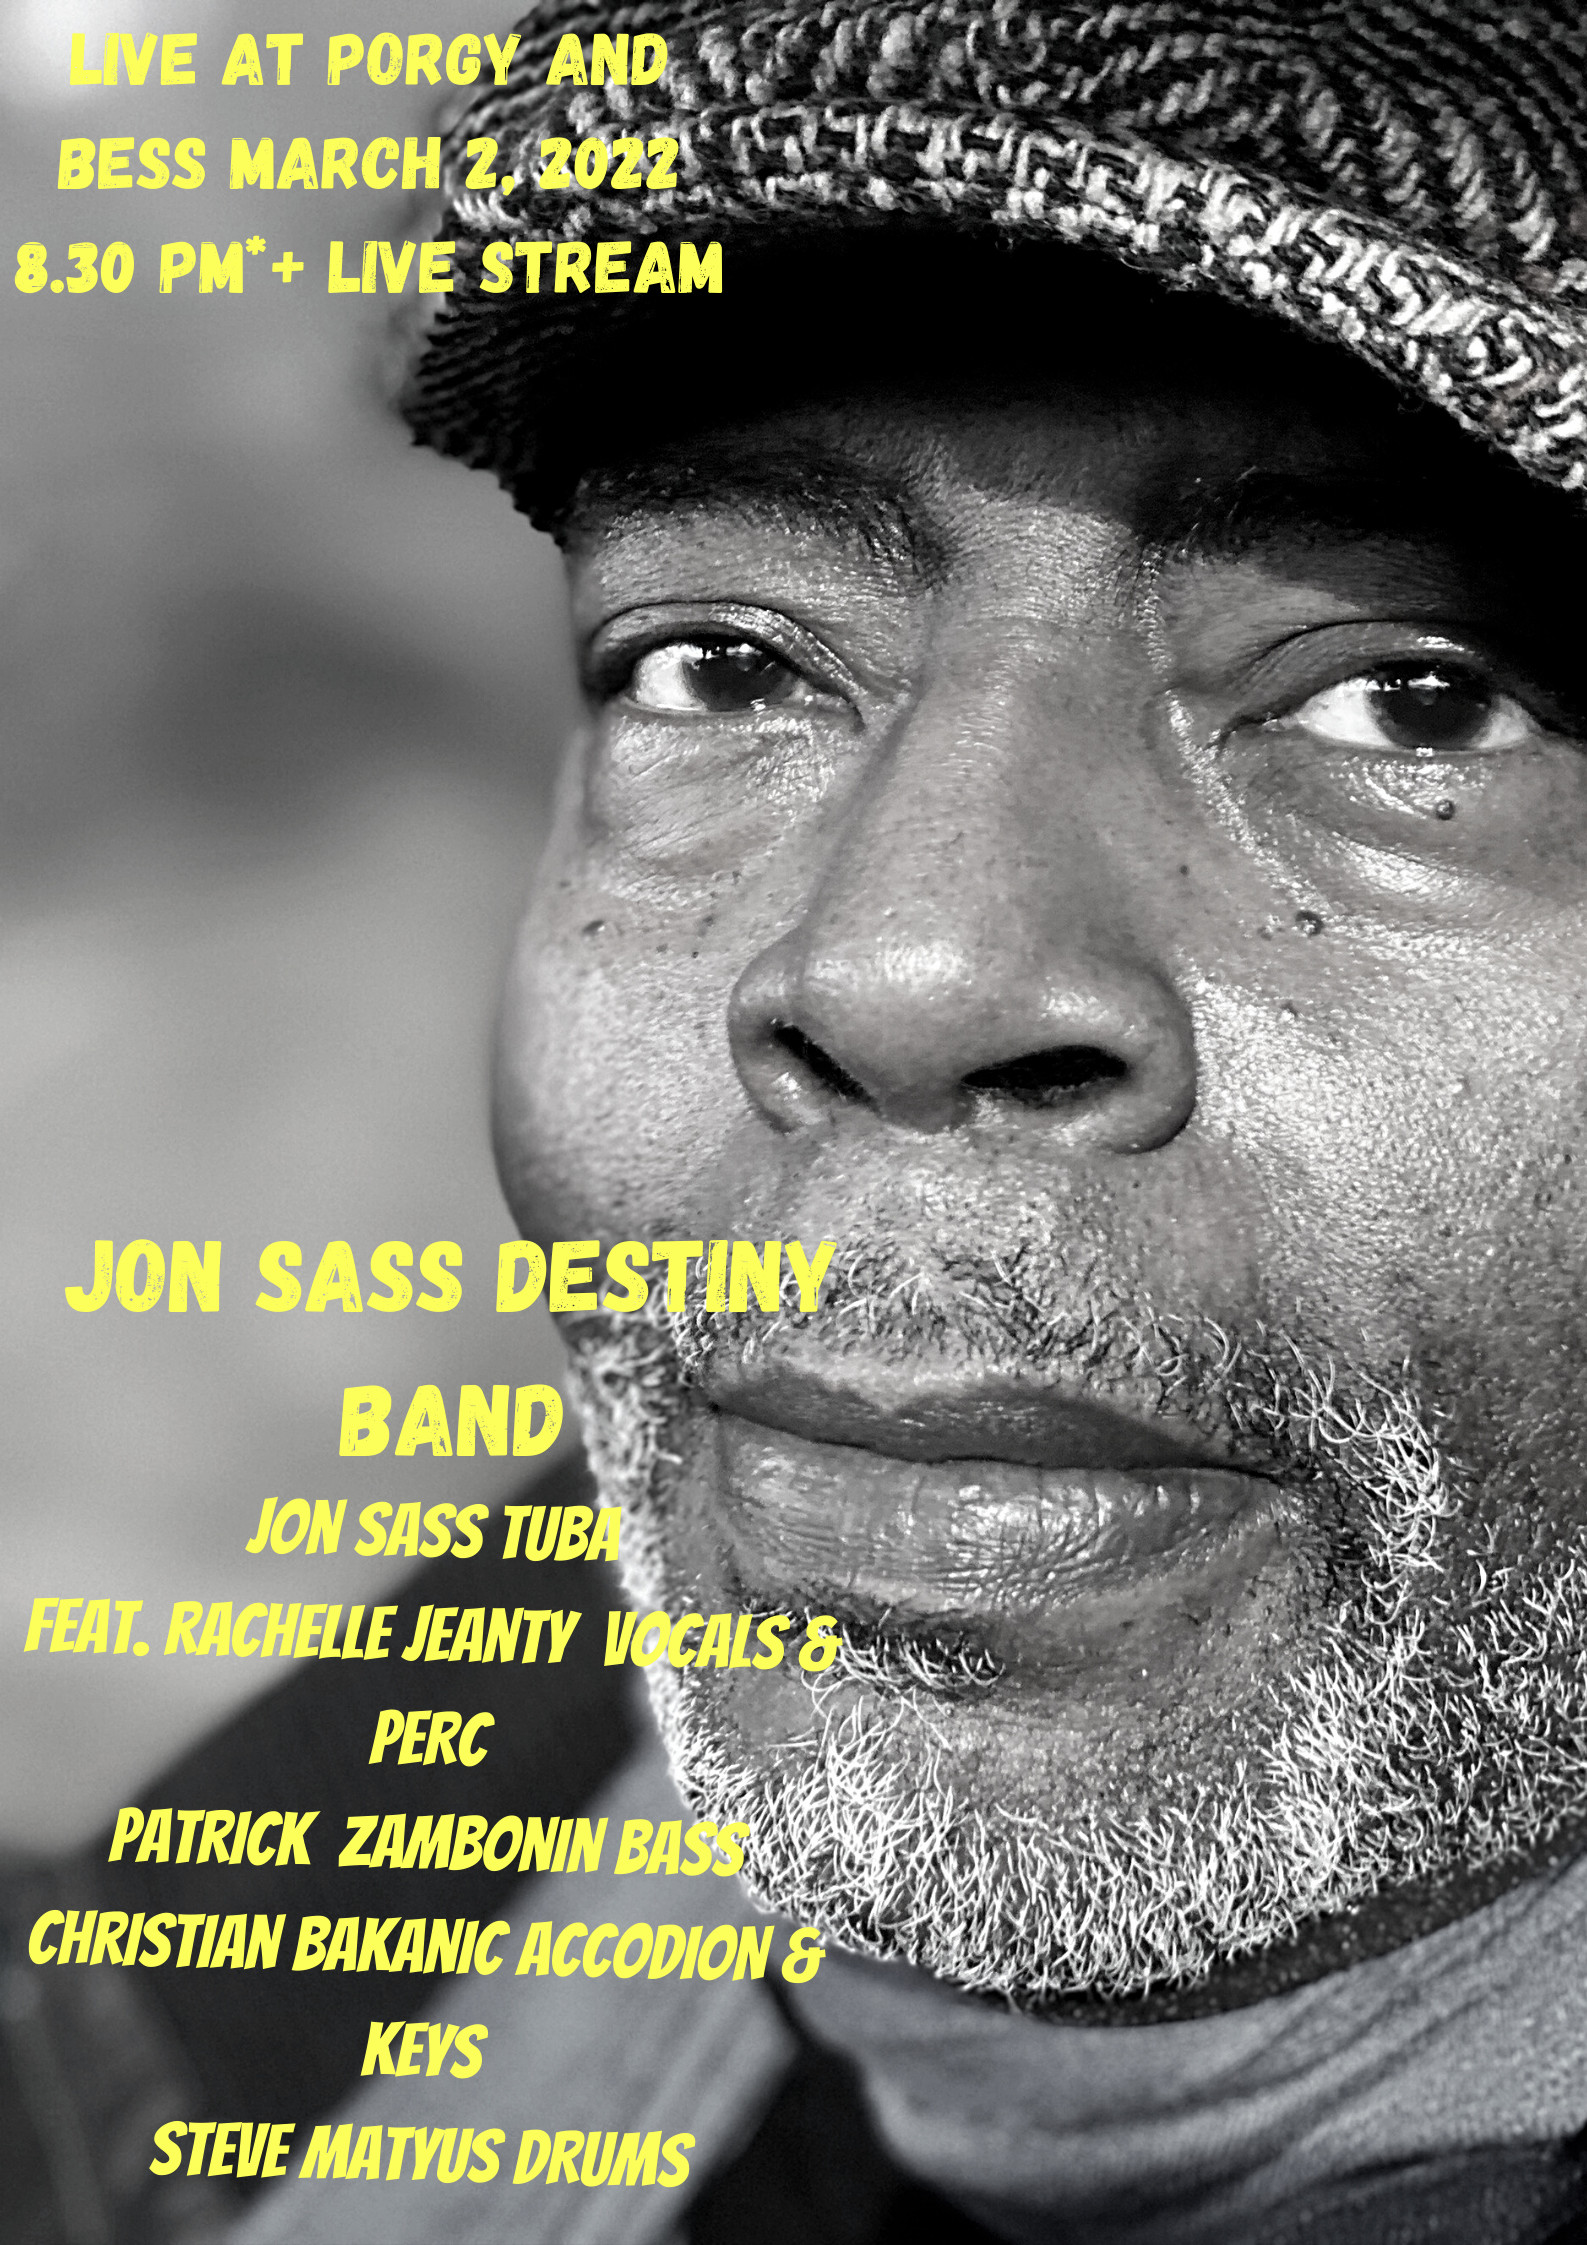 LIVE AT PORGY AND
BESS MARCH 2, 2022
8.30 PM*+ LIVE STREAM
JON SASS DESTINY
BAND
JON SASS TUBA
FEAT. RACHELLE JEANTY VOCALS &
PERC
PATRICK ZAMBONIN BASS
CHRISTIAN BAKANIC ACCODION &
KEYS
STEVE MATYUS DRUMS